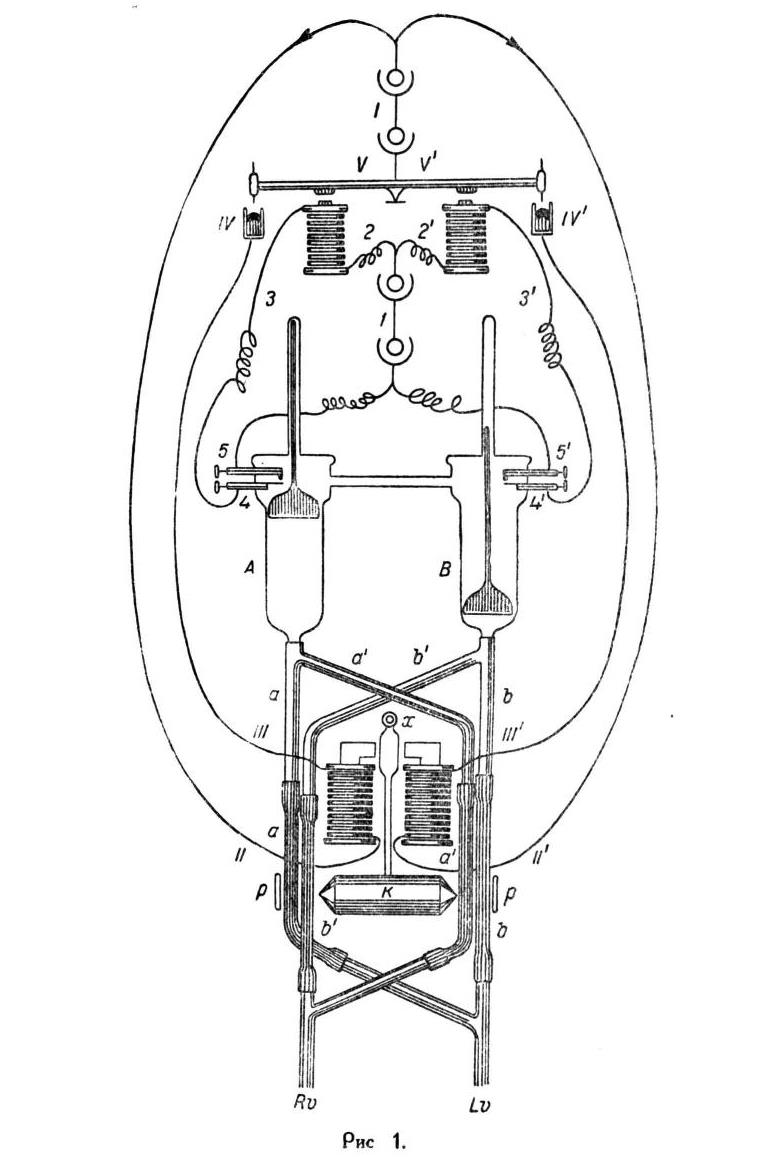 I
V V'
IV IV'
2 2'
3 3'
1
5 5'
4 4'
A B
a' b'
a b
x
III III'
a a'
II II'
P K P
b' b
Rv Lv
Рис 1.